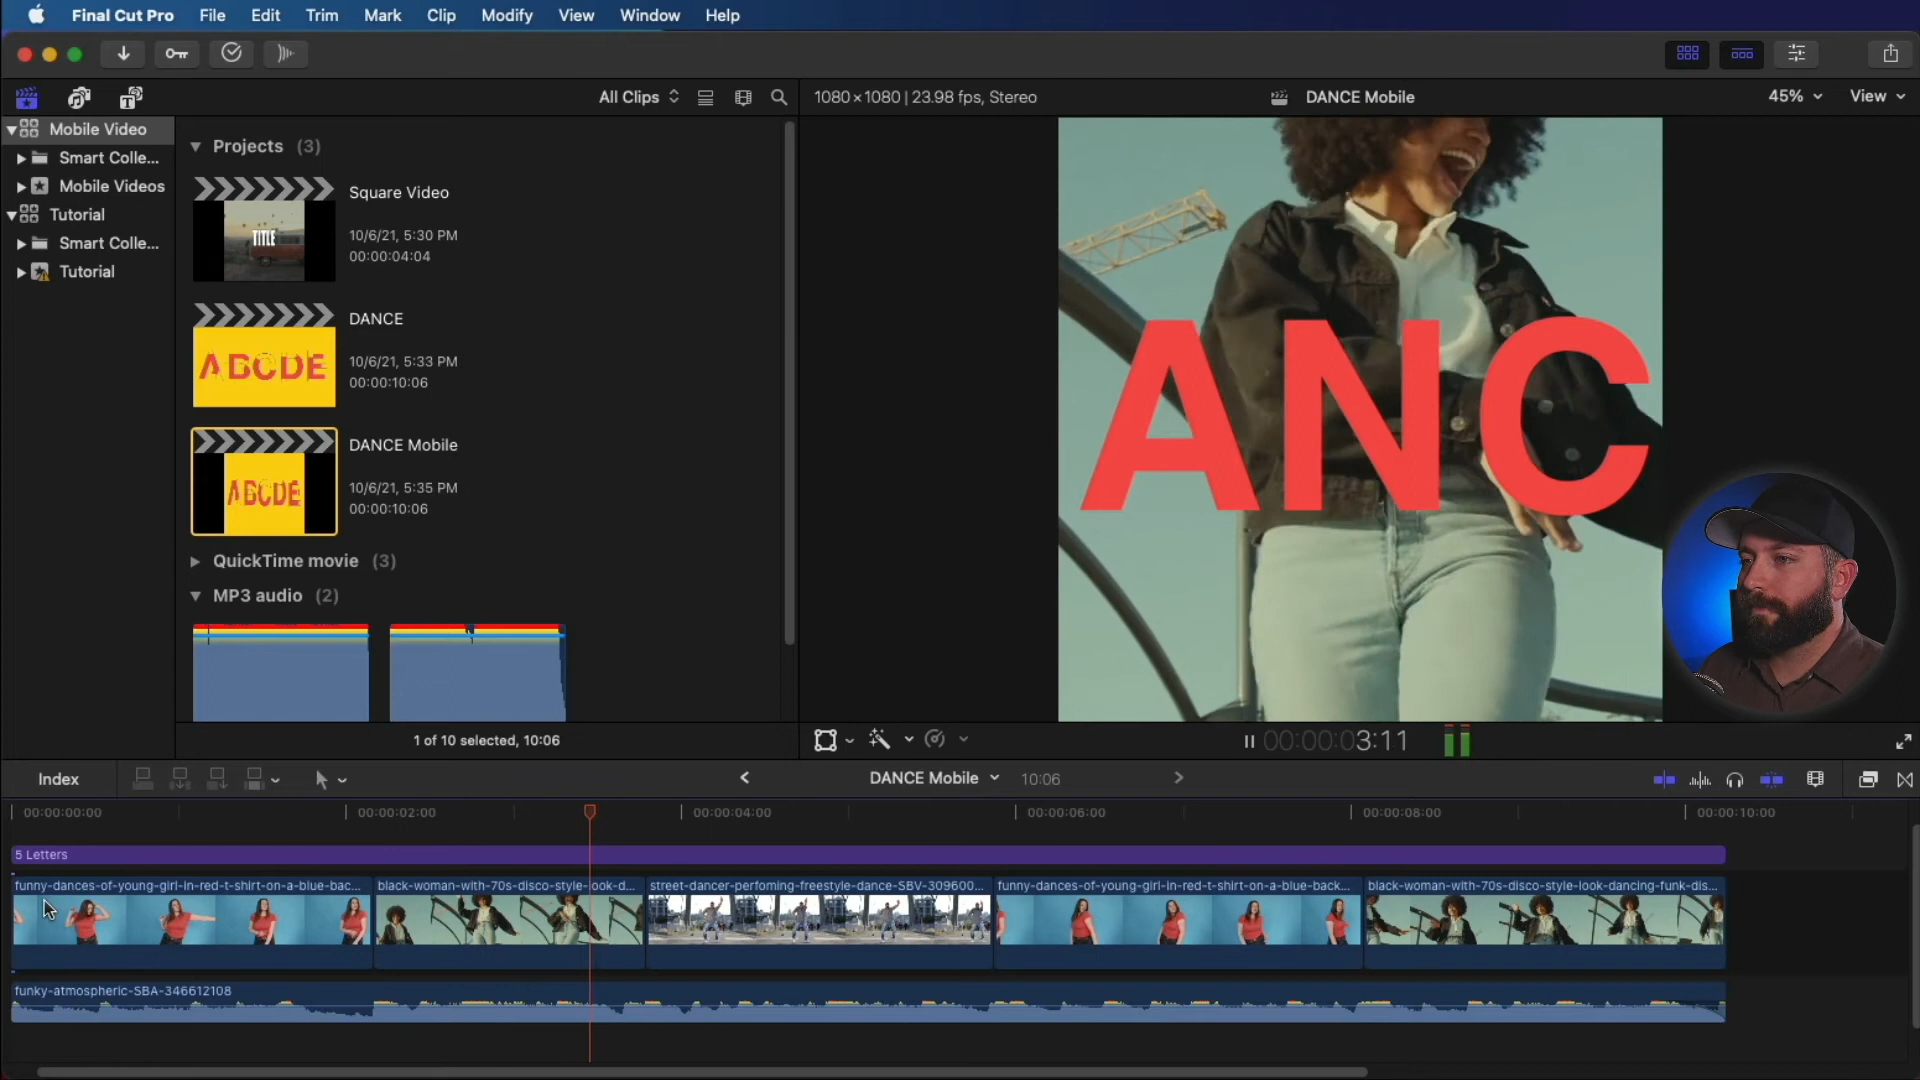 Final Cut Pro File Edit Trim Mark Clip Modify View Window Help
All Clips
1080×1080 | 23.98 fps, Stereo
DANCE Mobile
45%
View
Mobile Video
Smart Colle...
Mobile Videos
Tutorial
Smart Colle...
Tutorial
Projects (3)
TITLE
Square Video
10/6/21, 5:30 PM
00:00:04:04
ABCDE
DANCE
10/6/21, 5:33 PM
00:00:10:06
ABCDE
DANCE Mobile
10/6/21, 5:35 PM
00:00:10:06
QuickTime movie (3)
MP3 audio (2)
1 of 10 selected, 10:06
ANC
00:00:03:11
Index
DANCE Mobile
10:06
00:00:00:00
00:00:02:00
00:00:04:00
00:00:06:00
00:00:08:00
00:00:10:00
5 Letters
funny-dances-of-young-girl-in-red-t-shirt-on-a-blue-bac...
black-woman-with-70s-disco-style-look-d...
street-dancer-perfoming-freestyle-dance-SBV-309600...
funny-dances-of-young-girl-in-red-t-shirt-on-a-blue-back...
black-woman-with-70s-disco-style-look-dancing-funk-dis...
funky-atmospheric-SBA-346612108